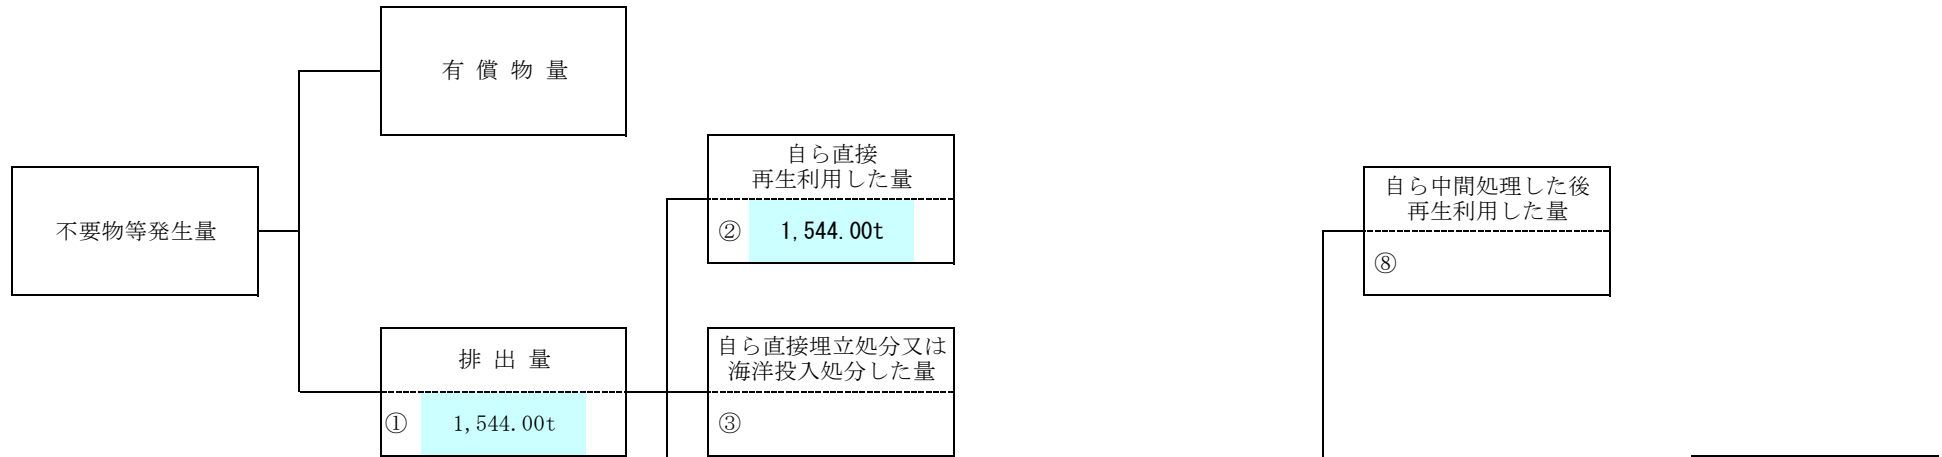 有 償 物 量
自ら直接
再生利用した量
② 1,544.00t
自ら中間処理した後
再生利用した量
⑧
不要物等発生量
排 出 量
① 1,544.00t
自ら直接埋立処分又は
海洋投入処分した量
③